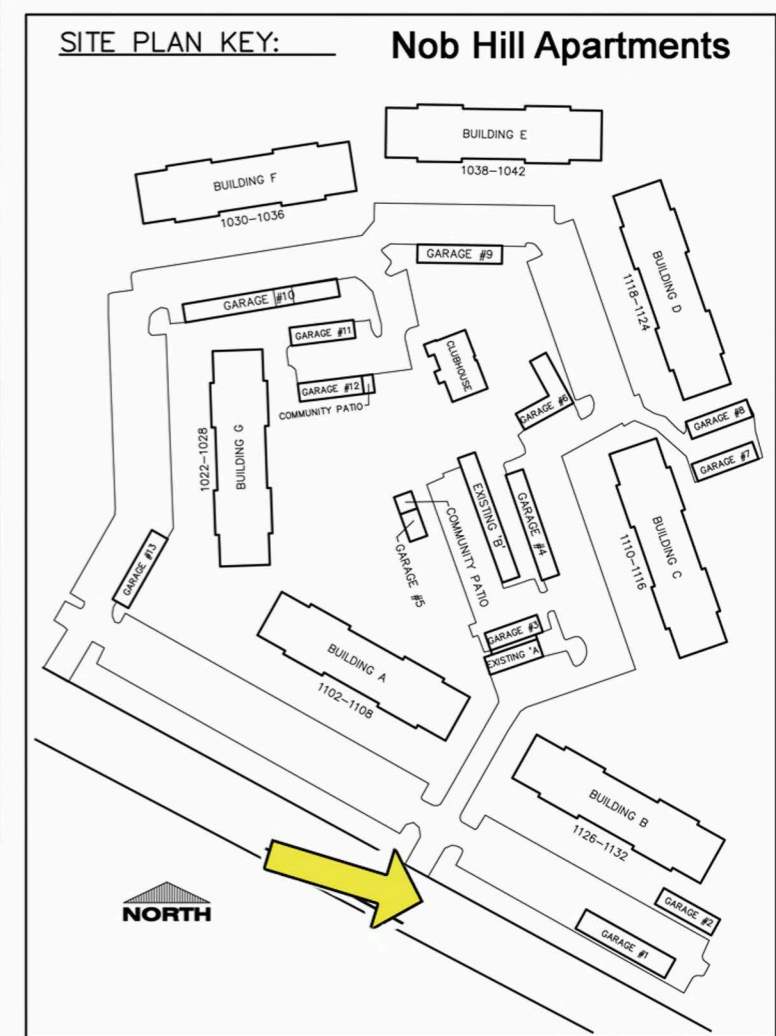 SITE PLAN KEY:
Nob Hill Apartments
BUILDING E
1038-1042
BUILDING F
1030-1036
BUILDING D
1118-1124
GARAGE #9
GARAGE #10
GARAGE #11
GARAGE #12
COMMUNITY PATIO
CLUBHOUSE
GARAGE #6
GARAGE #8
GARAGE #7
BUILDING G
1022-1028
EXISTING 'B'
GARAGE #4
COMMUNITY PATIO
GARAGE #5
BUILDING C
1110-1116
GARAGE #13
GARAGE #3
EXISTING 'A
BUILDING A
1102-1108
BUILDING B
1126-1132
GARAGE #2
GARAGE #1
NORTH